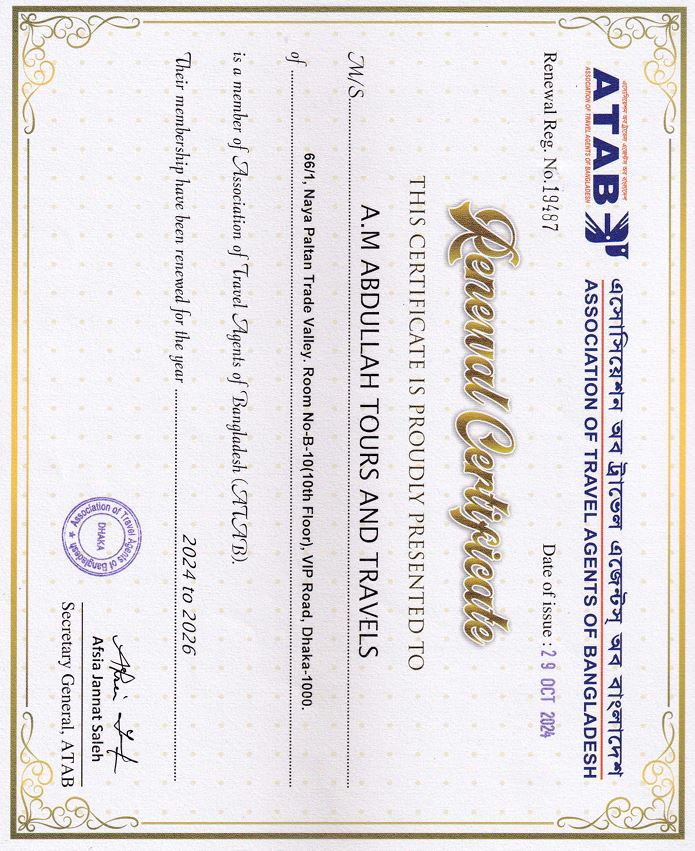 এসোসিয়েশন অব ট্রাভেল এজেন্টস্ অব বাংলাদেশ
ATAB
ASSOCIATION OF TRAVEL AGENTS OF BANGLADESH
এসোসিয়েশন অব ট্রাভেল এজেন্টস্ অব বাংলাদেশ
ASSOCIATION OF TRAVEL AGENTS OF BANGLADESH
Renewal Reg. No.19487
Date of issue : 29 OCT 2024
Renewal Certificate
THIS CERTIFICATE IS PROUDLY PRESENTED TO
M/S. A.M ABDULLAH TOURS AND TRAVELS
of 66/1, Naya Paltan Trade Valley. Room No-B-10(10th Floor), VIP Road, Dhaka-1000.
is a member of Association of Travel Agents of Bangladesh (ATAB).
Their membership have been renewed for the year 2024 to 2026
Association of Travel Agents of Bangladesh
DHAKA
Afsia Jannat Saleh
Secretary General, ATAB